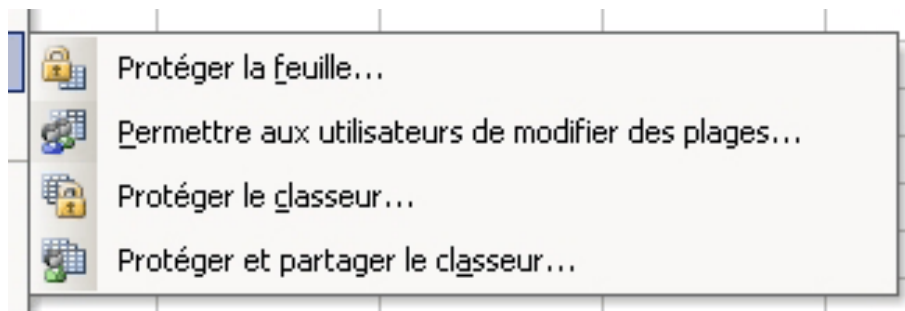 Protéger la feuille...
Permettre aux utilisateurs de modifier des plages...
Protéger le classeur...
Protéger et partager le classeur...